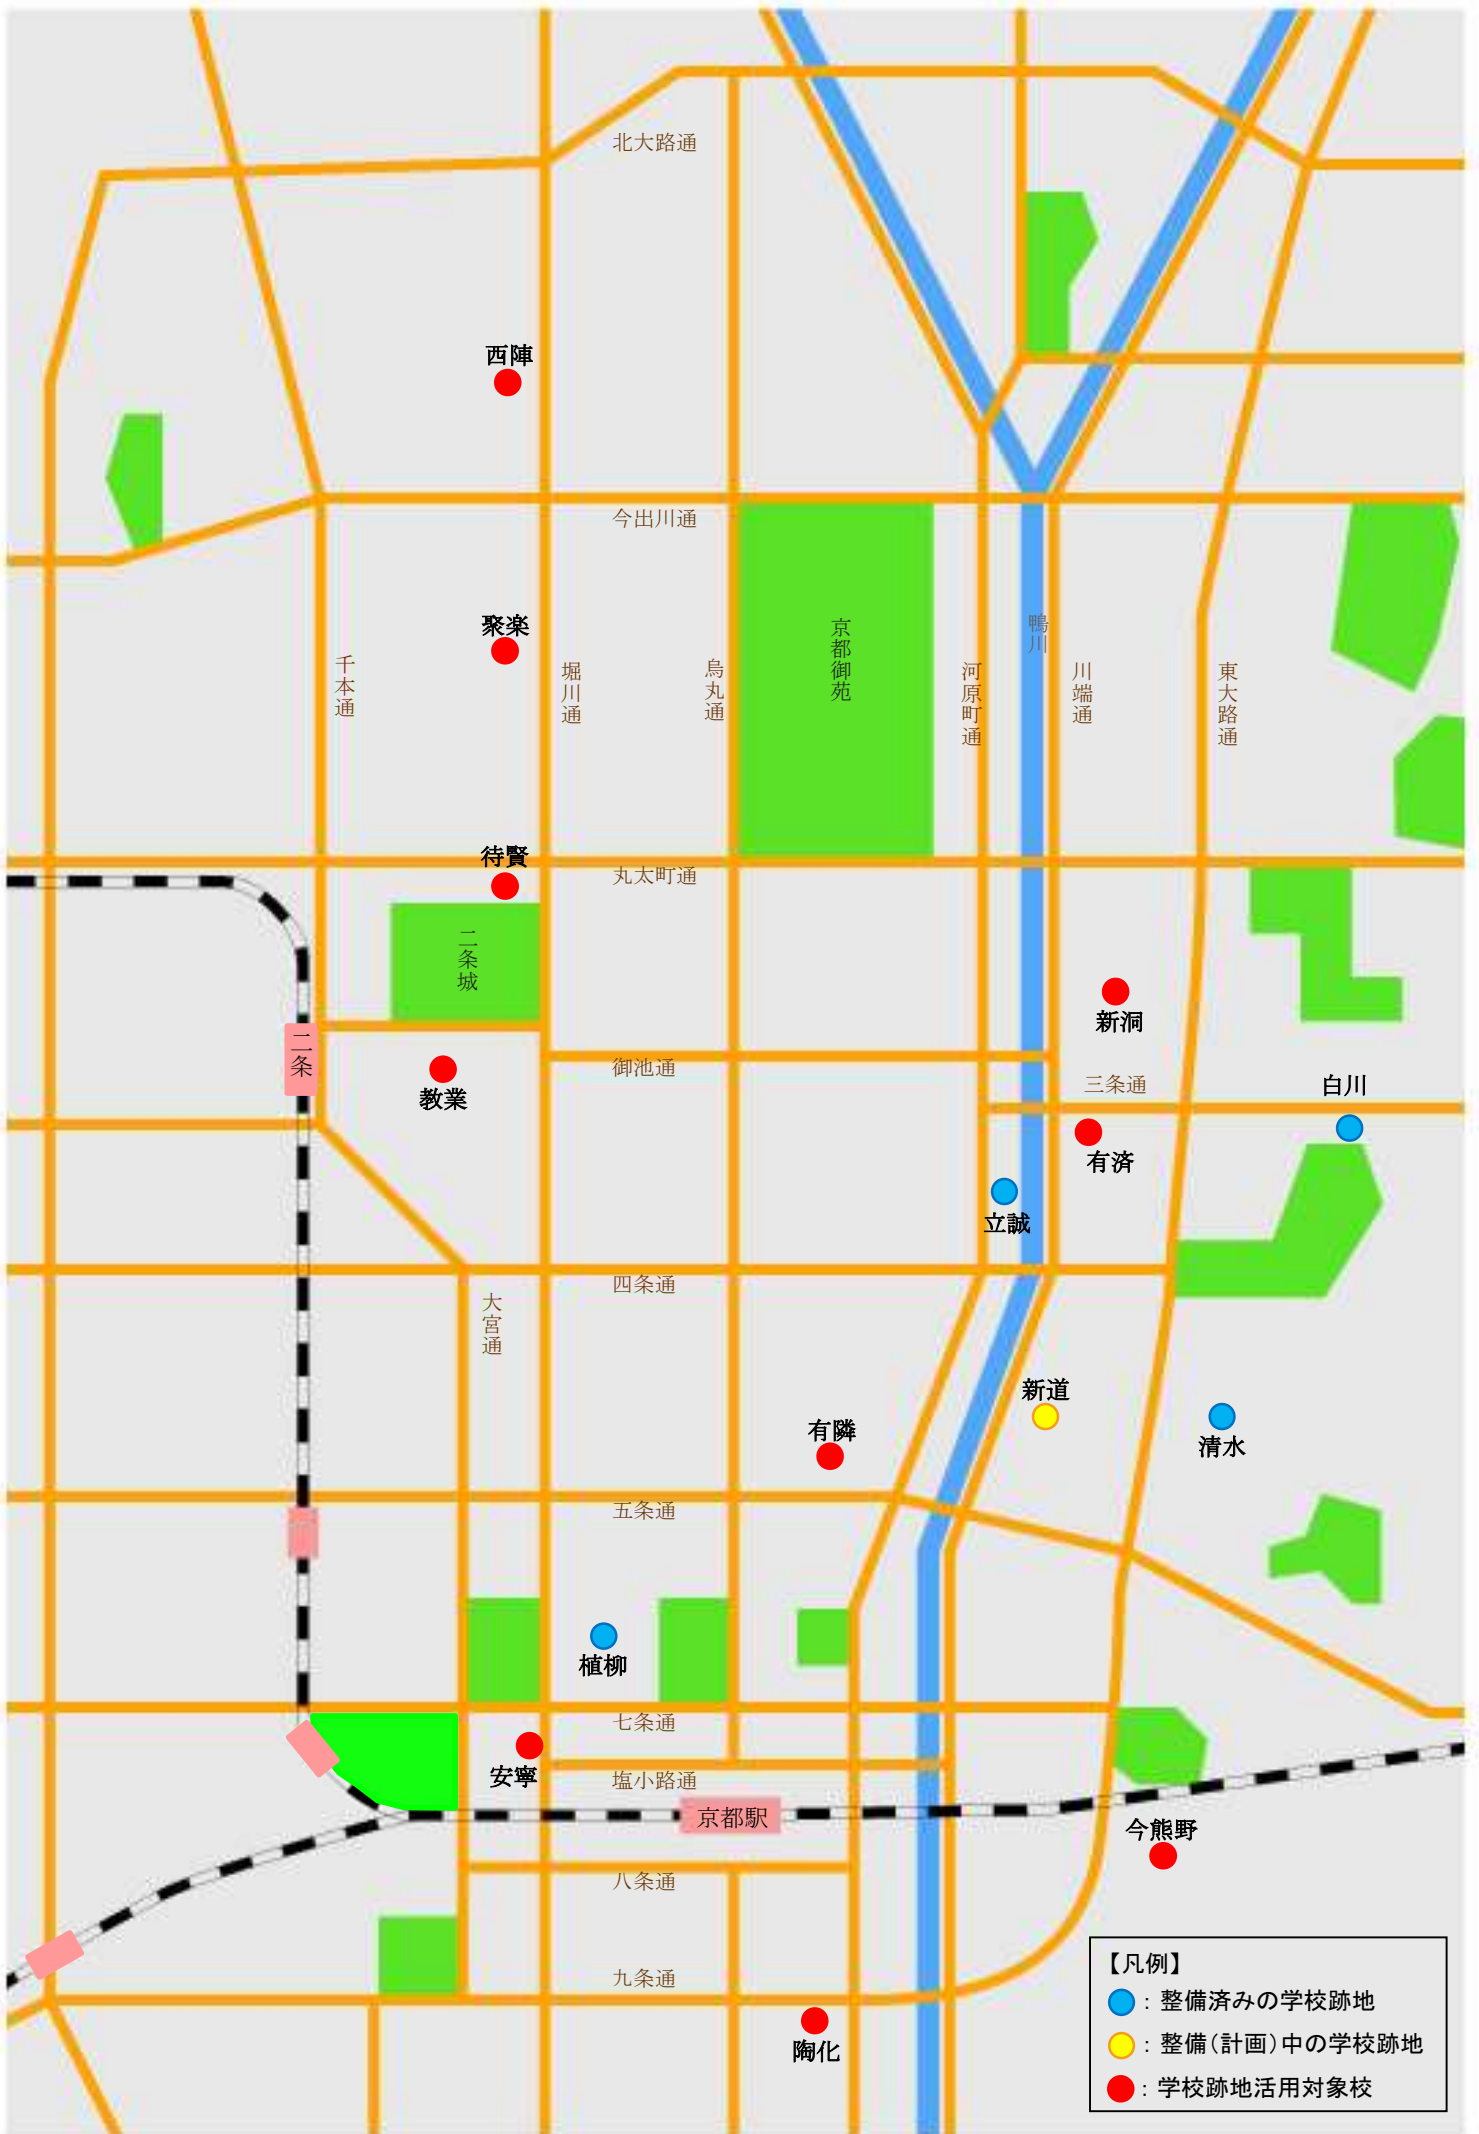 北大路通
西陣
今出川通
聚楽
千本通
堀川通
烏丸通
京都御苑
河原町通
鴨川
川端通
東大路通
待賢
丸太町通
二条城
新洞
二条
教業
御池通
三条通
白川
有済
立誠
四条通
大宮通
新道
有隣
清水
五条通
植柳
七条通
安寧
塩小路通
京都駅
今熊野
八条通
九条通
陶化
【凡例】
：整備済みの学校跡地
：整備（計画）中の学校跡地
：学校跡地活用対象校